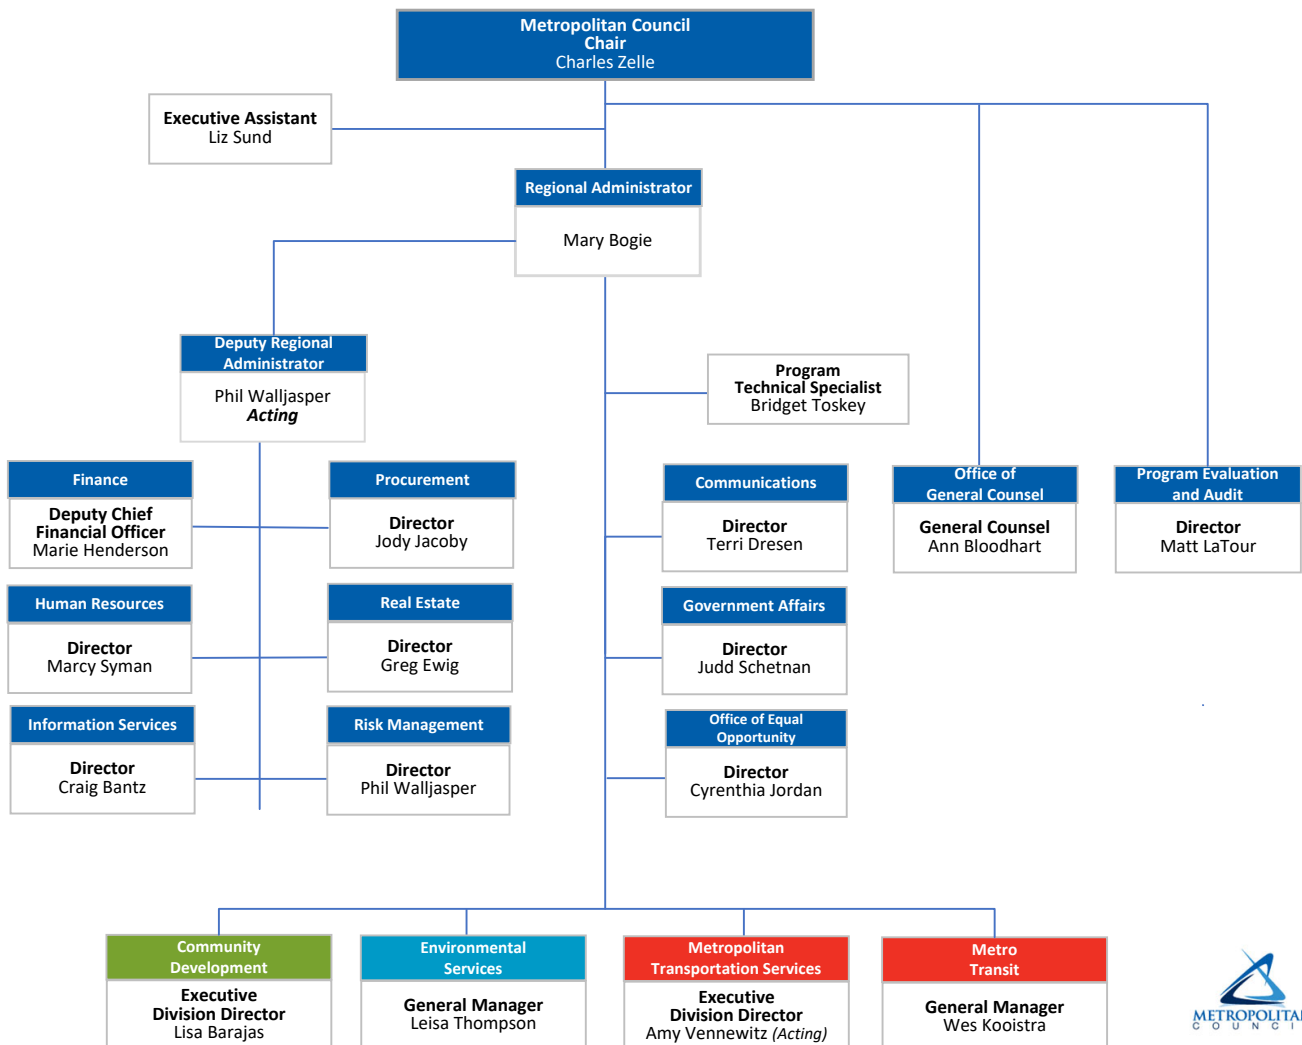 Metropolitan Council
Chair
Charles Zelle
Executive Assistant
Liz Sund
Regional Administrator
Mary Bogie
Deputy Regional
Administrator
Phil Walljasper
Acting
Program
Technical Specialist
Bridget Toskey
Finance
Deputy Chief
Financial Officer
Marie Henderson
Procurement
Director
Jody Jacoby
Communications
Director
Terri Dresen
Office of
General Counsel
General Counsel
Ann Bloodhart
Program Evaluation
and Audit
Director
Matt LaTour
Human Resources
Director
Marcy Syman
Real Estate
Director
Greg Ewig
Government Affairs
Director
Judd Schetnan
Information Services
Director
Craig Bantz
Risk Management
Director
Phil Walljasper
Office of Equal
Opportunity
Director
Cyrenthia Jordan
Community
Development
Executive
Division Director
Lisa Barajas
Environmental
Services
General Manager
Leisa Thompson
Metropolitan
Transportation Services
Executive
Division Director
Amy Vennewitz (Acting)
Metro
Transit
General Manager
Wes Kooistra
METROPOLITA
COUNCI